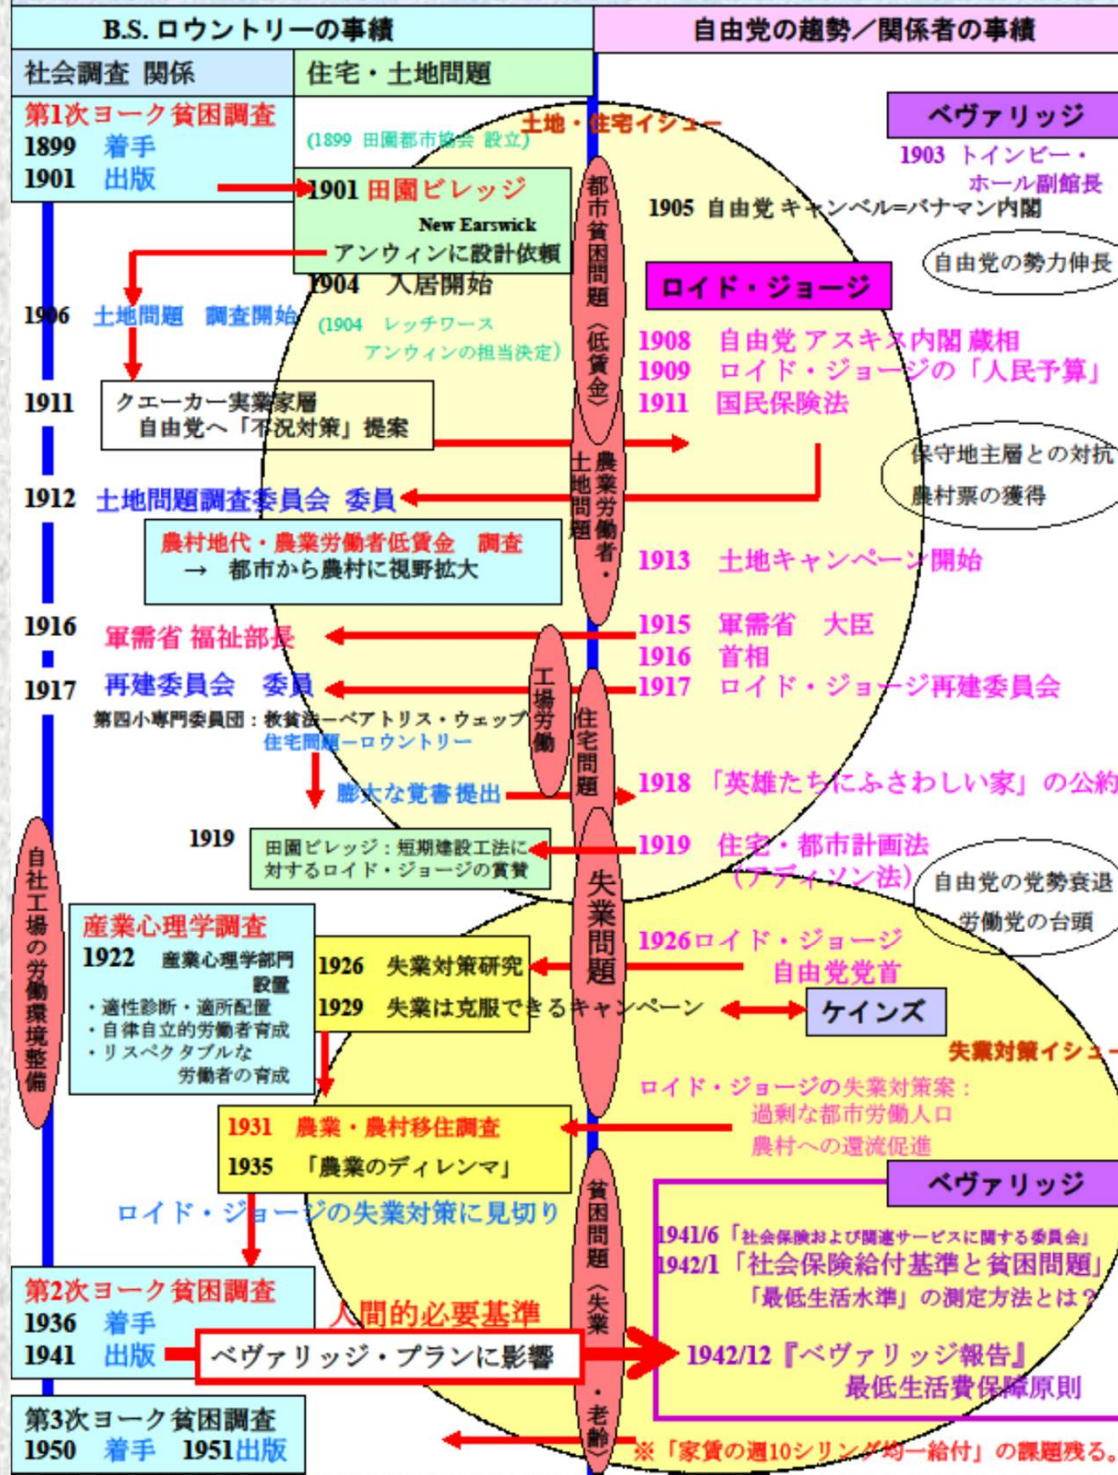 B.S. ロウントリーの事績
自由党の趨勢／関係者の事績
社会調査 関係
住宅・土地問題
第1次ヨーク貧困調査
1899 着手
1901 出版
(1899 田園都市協会 設立)
土地・住宅イシュー
ベヴァリッジ
1903 トインビー・
ホール副館長
1901 田園ビレッジ
New Earswick
アンウィンに設計依頼
1904 入居開始
(1904 レッチワース
アンウィンの担当決定)
都市貧困問題〈低賃金〉
1905 自由党 キャンベル=バナマン内閣
自由党の勢力伸長
ロイド・ジョージ
1906 土地問題 調査開始
1908 自由党 アスキス内閣 蔵相
1909 ロイド・ジョージの「人民予算」
1911 国民保険法
1911
クエーカー実業家層
自由党へ「不況対策」提案
農業労働者・
土地問題
保守地主層との対抗
農村票の獲得
1912 土地問題調査委員会 委員
農村地代・農業労働者低賃金 調査
→ 都市から農村に視野拡大
1913 土地キャンペーン開始
1916 軍需省 福祉部長
1915 軍需省 大臣
1916 首相
1917 再建委員会 委員
1917 ロイド・ジョージ再建委員会
第四小専門委員団：救貧法－ベアトリス・ウェッブ
住宅問題－ロウントリー
工場労働
住宅問題
膨大な覚書提出
1918 「英雄たちにふさわしい家」の公約
1919
田園ビレッジ：短期建設工法に
対するロイド・ジョージの賞賛
1919 住宅・都市計画法
（アディソン法）
自由党の党勢衰退
労働党の台頭
自社工場の労働環境整備
失業問題
産業心理学調査
1922 産業心理学部門
設置
・適性診断・適所配置
・自律自立的労働者育成
・リスペクタブルな
労働者の育成
1926 失業対策研究
1929 失業は克服できるキャンペーン
1926ロイド・ジョージ
自由党党首
ケインズ
失業対策イシュー
ロイド・ジョージの失業対策案：
過剰な都市労働人口
農村への還流促進
1931 農業・農村移住調査
1935 「農業のディレンマ」
ロイド・ジョージの失業対策に見切り
貧困問題〈失業・老齢〉
ベヴァリッジ
1941/6「社会保険および関連サービスに関する委員会」
1942/1「社会保険給付基準と貧困問題」
「最低生活水準」の測定方法とは？
第2次ヨーク貧困調査
1936 着手
1941 出版
人間的必要基準
ベヴァリッジ・プランに影響
1942/12『ベヴァリッジ報告』
最低生活費保障原則
第3次ヨーク貧困調査
1950 着手 1951出版
※「家賃の週10シリング均一給付」の課題残る。